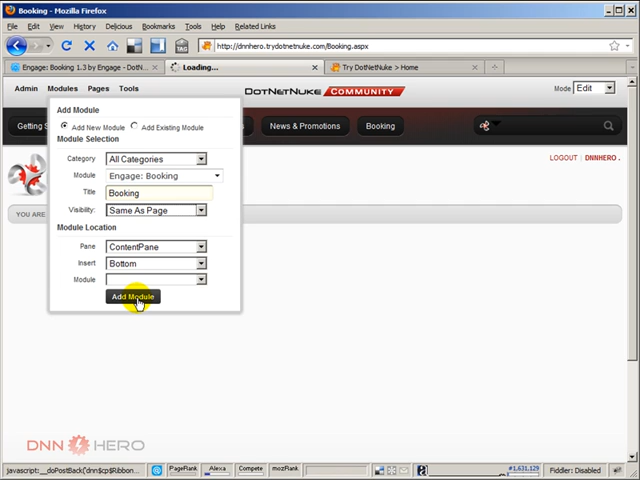 Booking - Mozilla Firefox
File Edit View History Delicious Bookmarks Tools Help Related Links
http://dnnhero.trydotnetnuke.com/Booking.aspx
Engage: Booking 1.3 by Engage - DotN... Loading... Try DotNetNuke > Home
Admin Modules Pages Tools DOTNETNUKE COMMUNITY Mode Edit
Add Module
Add New Module Add Existing Module
Getting S News & Promotions Booking
Module Selection
Category All Categories
LOGOUT | DNNHERO .
Module Engage: Booking
Title Booking
Visibility: Same As Page
YOU ARE
Module Location
Pane ContentPane
Insert Bottom
Module
Add Module
DNN HERO
javascript:__doPostBack('dnn$cp$Ribbon... PageRank Alexa Compete mozRank #1,631,129 Fiddler: Disabled